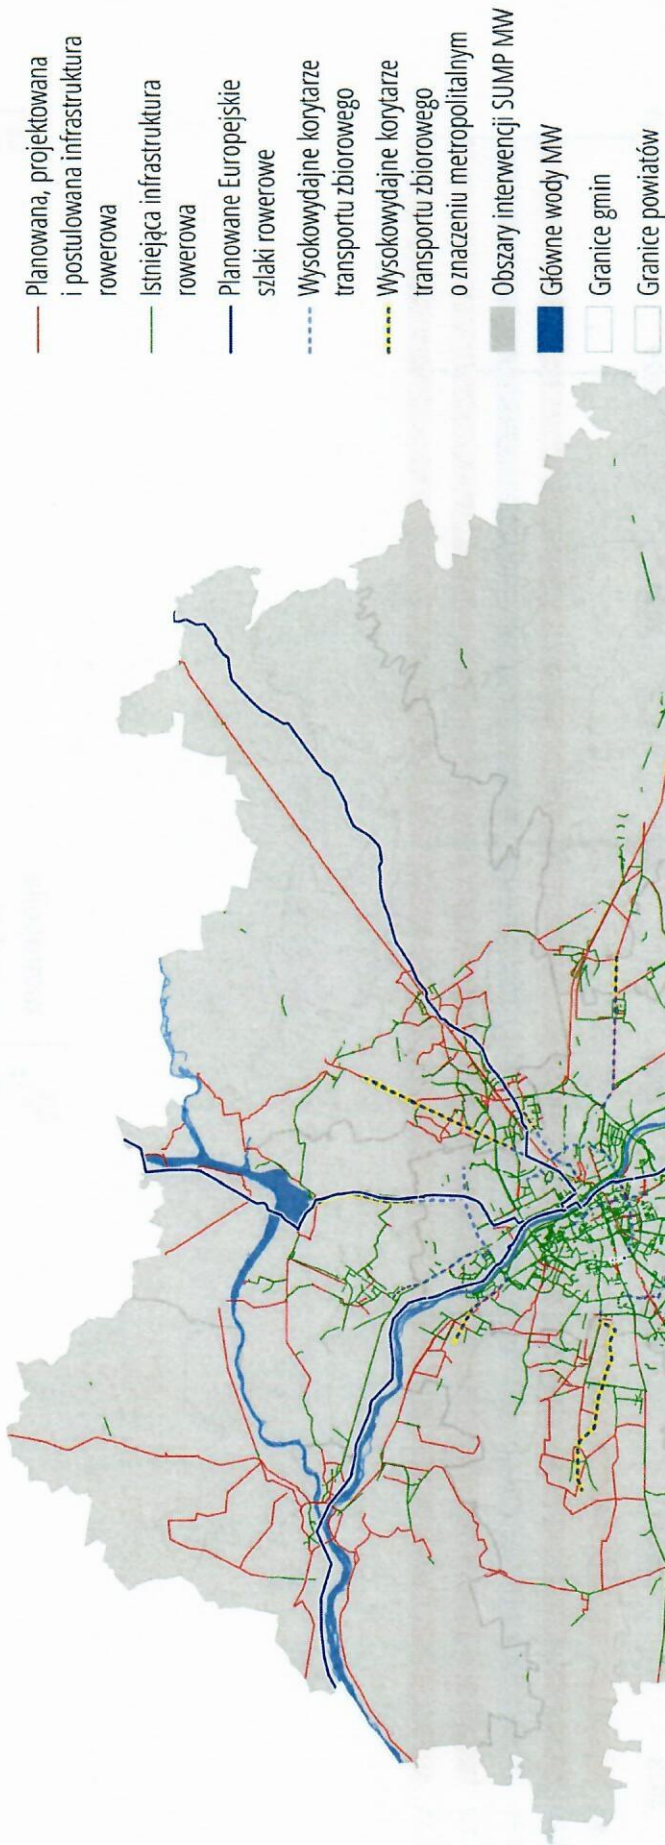 Planowana, projektowana
i postulowana infrastruktura
rowerowa
Istniejąca infrastruktura
rowerowa
Planowane Europejskie
szlaki rowerowe
Wysokowydajne korytarze
transportu zbiorowego
Wysokowydajne korytarze
transportu zbiorowego
o znaczeniu metropolitalnym
Obszary interwencji SUMP MW
Główne wody MW
Granice gmin
Granice powiatów